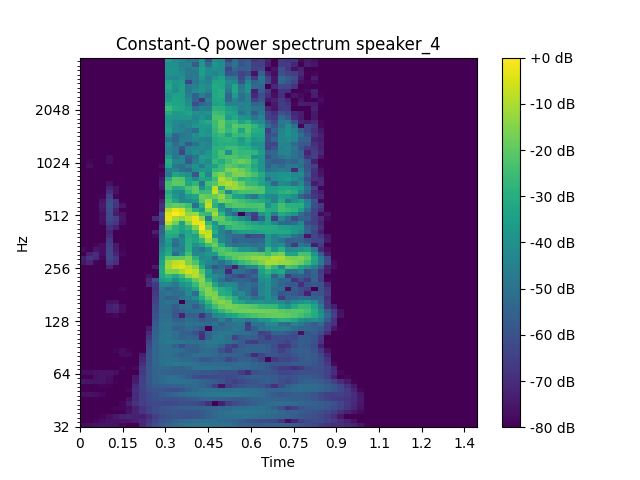 Constant-Q power spectrum speaker_4
Hz
2048
1024
512
256
128
64
32
0 0.15 0.3 0.45 0.6 0.75 0.9 1.1 1.2 1.4
Time
+0 dB
-10 dB
-20 dB
-30 dB
-40 dB
-50 dB
-60 dB
-70 dB
-80 dB